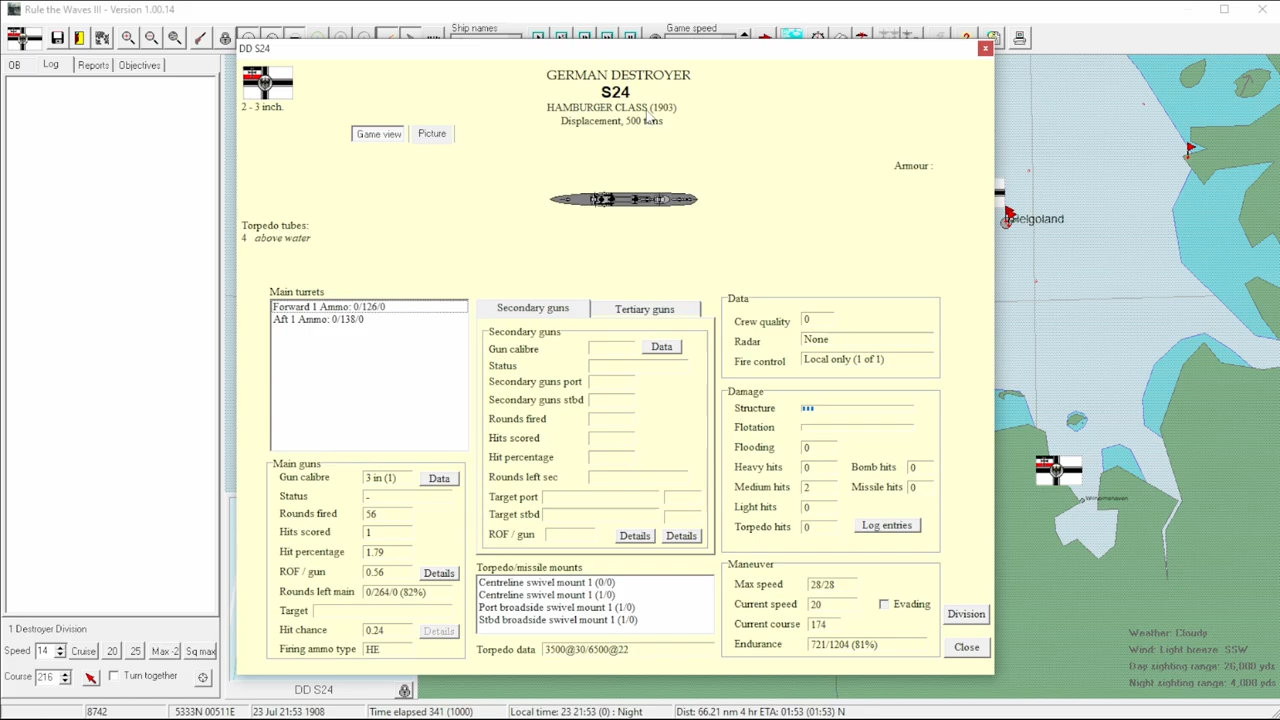 Rule the Waves III - Version 1.00.14
Ship names
Game speed
DD S24
OB
Log
Reports
Objectives
GERMAN DESTROYER
S24
HAMBURGER CLASS (1903)
Displacement, 500 tons
2 - 3 inch.
Game view
Picture
Armour :
Torpedo tubes:
4 above water
Helgoland
Main turrets
Forward 1 Ammo: 0/126/0
Aft 1 Ammo: 0/138/0
Secondary guns
Tertiary guns
Secondary guns
Gun calibre
Data
Status
Secondary guns port
Secondary guns stbd
Rounds fired
Hits scored
Hit percentage
Rounds left sec
Target port
Target stbd
ROF / gun
Details
Details
Data
Crew quality 0
Radar None
Fire control Local only (1 of 1)
Damage
Structure
Flotation
Flooding 0
Heavy hits 0 Bomb hits 0
Medium hits 2 Missile hits 0
Light hits 0
Torpedo hits 0 Log entries
Main guns
Gun calibre 3 in (1) Data
Status -
Rounds fired 56
Hits scored 1
Hit percentage 1.79
ROF / gun 0.56 Details
Rounds left main 0/264/0 (82%)
Target
Hit chance 0.24 Details
Firing ammo type HE
Torpedo/missile mounts
Centreline swivel mount 1 (0/0)
Centreline swivel mount 1 (1/0)
Port broadside swivel mount 1 (1/0)
Stbd broadside swivel mount 1 (1/0)
Torpedo data 3500@30/6500@22
Maneuver
Max speed 28/28
Current speed 20 Evading
Current course 174
Endurance 721/1204 (81%)
Division
Close
1 Destroyer Division
Speed 14 Cruise 20 25 Max -2 Sq max
Course 216 Turn together
DD S24
Wilhelmshaven
Weather: Cloudy
Wind: Light breeze SSW
Day sighting range: 26,000 yds
Night sighting range: 4,000 yds
8742
5333N 00511E
23 Jul 21:53 1908
Time elapsed 341 (1000)
Local time: 23 21:53 (0) : Night
Dist: 66.21 nm 4 hr ETA: 01:53 (01:53) N